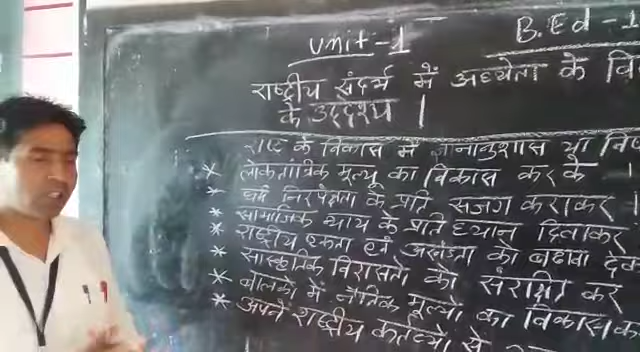 Unit-1 B.Ed-1
राष्ट्रीय संदर्भ में अध्येता के
के उद्देश्य ।
के विकास में ज्ञानानुशास या
* लोकतांत्रिक मूल्यू का विकास कर के ।
* धर्म निरपेक्षता के प्रति सजग कराकर ।
* सामाजिक न्याय के प्रति ध्यान दिलाकर
* राष्ट्रीय एकता एवं अखंडता को बढावा
* सांस्कृतिक विरासतो को संरक्षित कर
* बालकों में नैतिक मूल्यों का विकास
* अपने राष्ट्रीय कर्तव्यों से